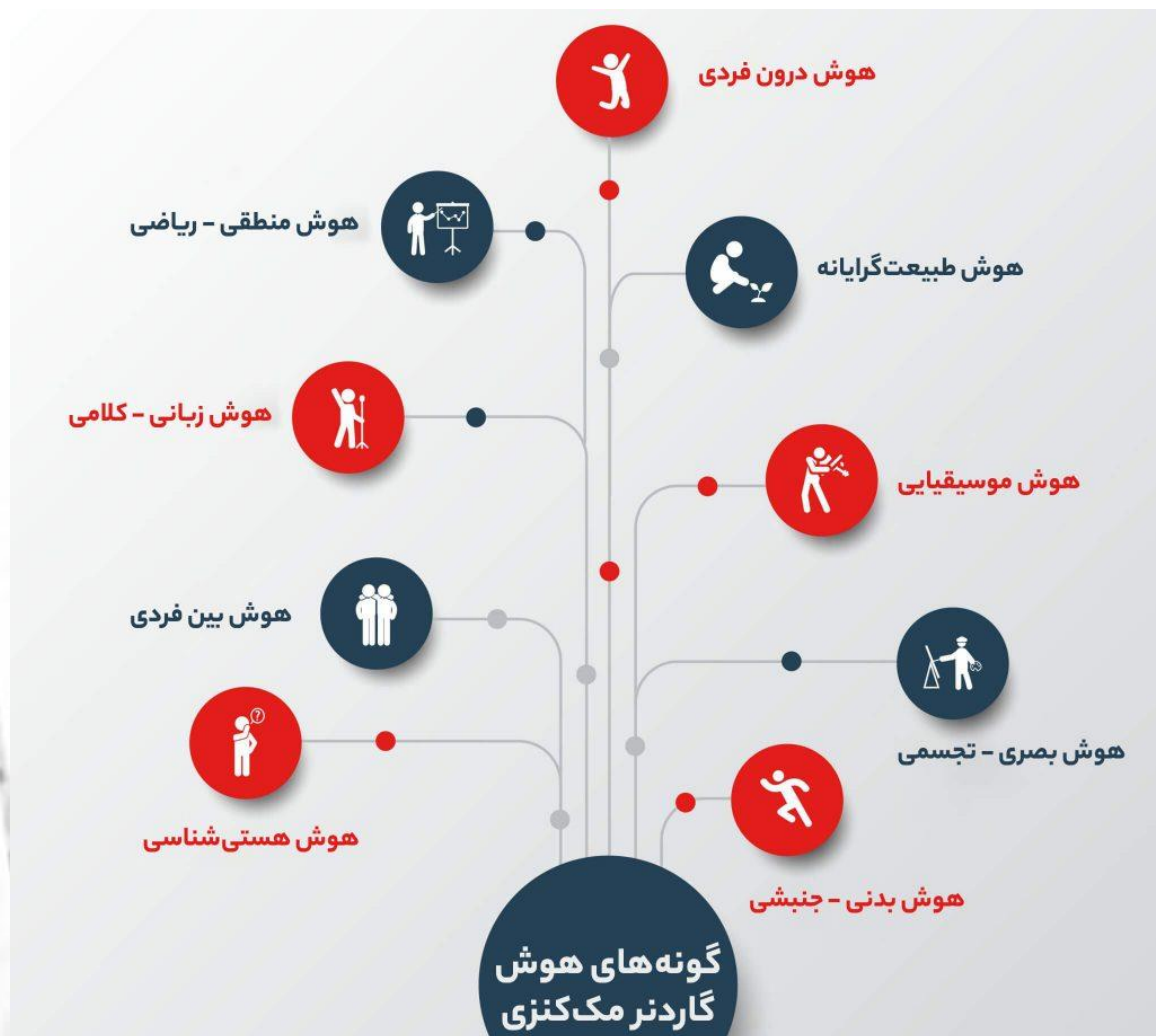 هوش درون فردی
هوش منطقی - ریاضی
هوش طبیعت‌گرایانه
هوش زبانی - کلامی
هوش موسیقیایی
هوش بین فردی
هوش بصری - تجسمی
هوش هستی‌شناسی
هوش بدنی - جنبشی
گونه‌های هوش
گاردنر مک‌کنزی
?